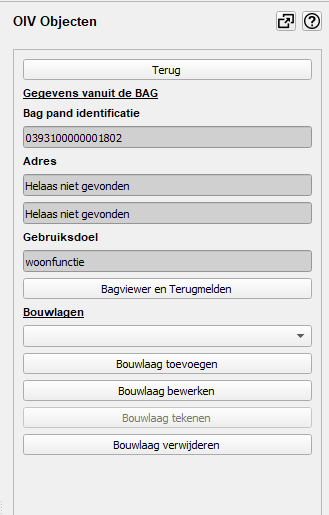 OIV Objecten
Terug
Gegevens vanuit de BAG
Bag pand identificatie
0393100000001802
Adres
Helaas niet gevonden
Helaas niet gevonden
Gebruiksdoel
woonfunctie
Bagviewer en Terugmelden
Bouwlagen
Bouwlaag toevoegen
Bouwlaag bewerken
Bouwlaag tekenen
Bouwlaag verwijderen